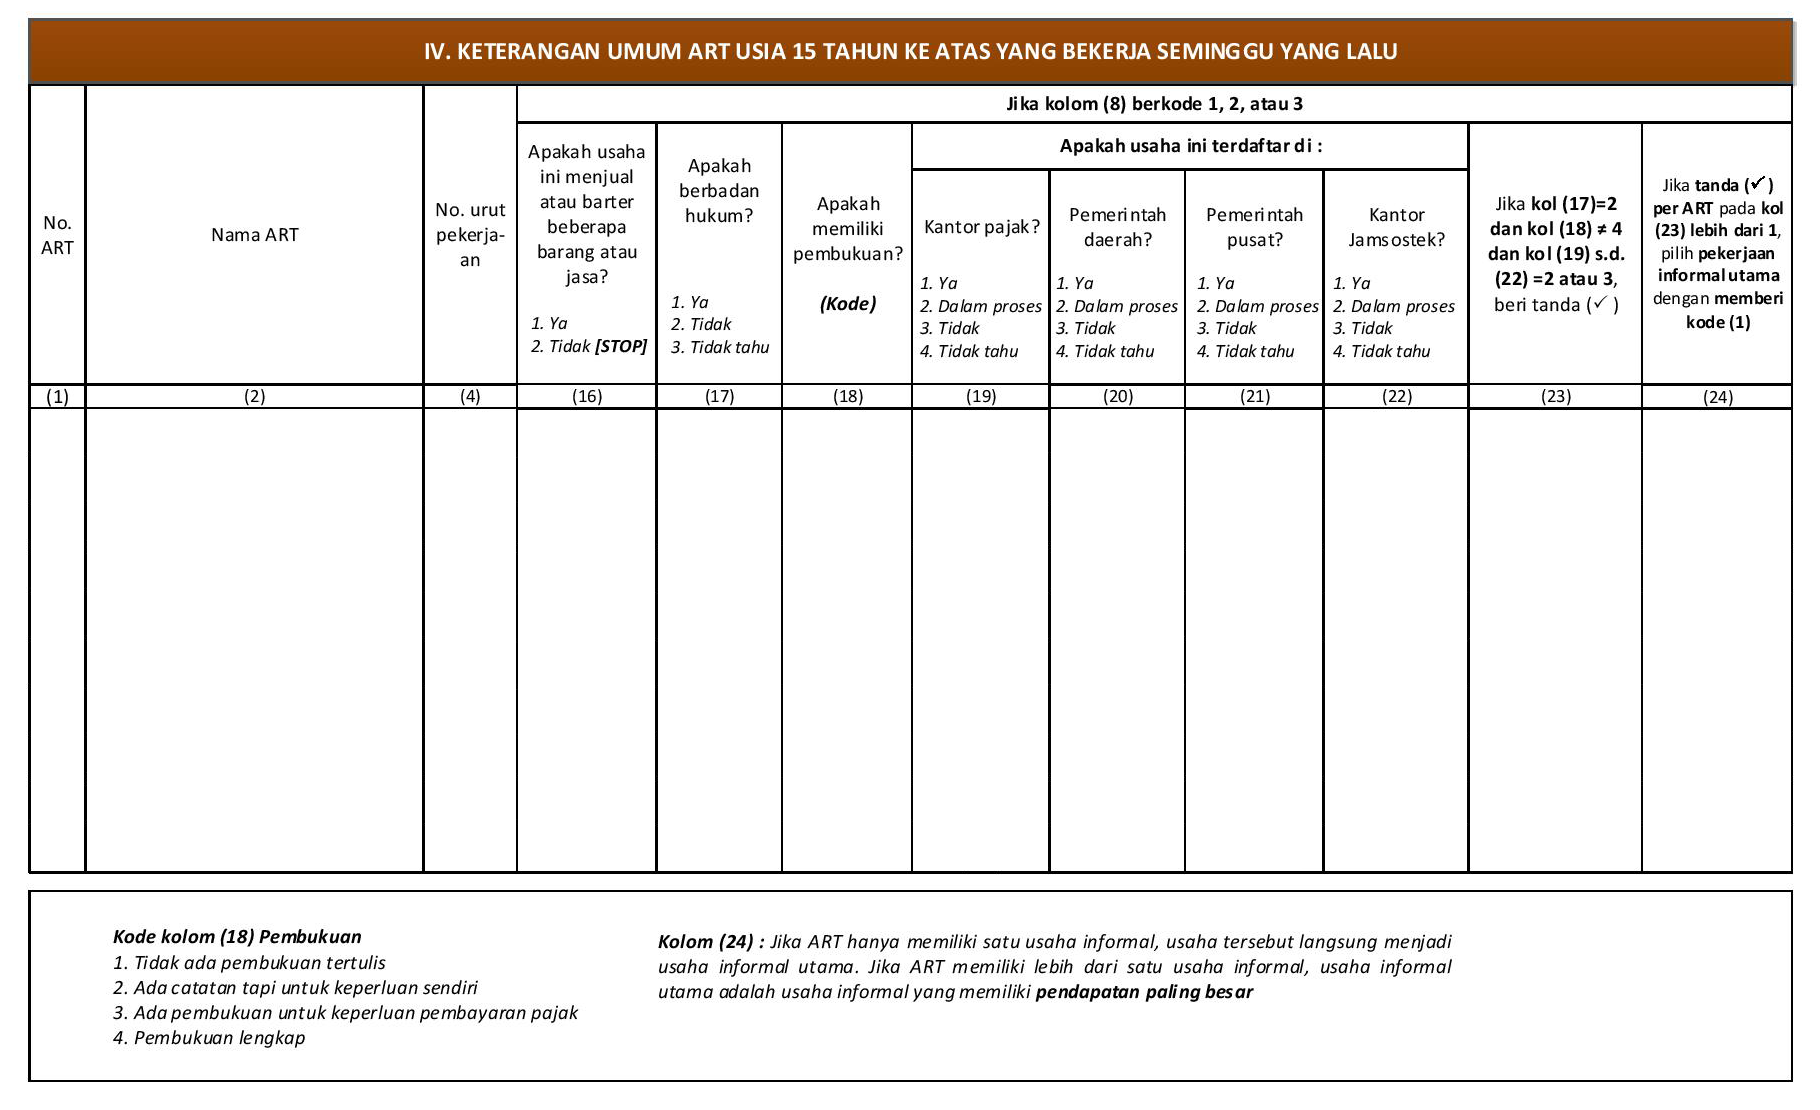 IV. KETERANGAN UMUM ART USIA 15 TAHUN KE ATAS YANG BEKERJA SEMINGGU YANG LALU
No.
ART
Nama ART
No. urut
pekerja-
an
Jika kolom (8) berkode 1, 2, atau 3
Apakah usaha
ini menjual
atau barter
beberapa
barang atau
jasa?
1. Ya
2. Tidak [STOP]
Apakah
berbadan
hukum?
1. Ya
2. Tidak
3. Tidak tahu
Apakah
memiliki
pembukuan?
(Kode)
Apakah usaha ini terdaftar di :
Kantor pajak?
1. Ya
2. Dalam proses
3. Tidak
4. Tidak tahu
Pemerintah
daerah?
1. Ya
2. Dalam proses
3. Tidak
4. Tidak tahu
Pemerintah
pusat?
1. Ya
2. Dalam proses
3. Tidak
4. Tidak tahu
Kantor
Jamsostek?
1. Ya
2. Dalam proses
3. Tidak
4. Tidak tahu
Jika kol (17)=2
dan kol (18) ≠ 4
dan kol (19) s.d.
(22) =2 atau 3,
beri tanda (✓ )
Jika tanda (✓)
per ART pada kol
(23) lebih dari 1,
pilih pekerjaan
informal utama
dengan memberi
kode (1)
(1) (2) (4) (16) (17) (18) (19) (20) (21) (22) (23) (24)
Kode kolom (18) Pembukuan
1. Tidak ada pembukuan tertulis
2. Ada catatan tapi untuk keperluan sendiri
3. Ada pembukuan untuk keperluan pembayaran pajak
4. Pembukuan lengkap
Kolom (24) : Jika ART hanya memiliki satu usaha informal, usaha tersebut langsung menjadi
usaha informal utama. Jika ART memiliki lebih dari satu usaha informal, usaha informal
utama adalah usaha informal yang memiliki pendapatan paling besar